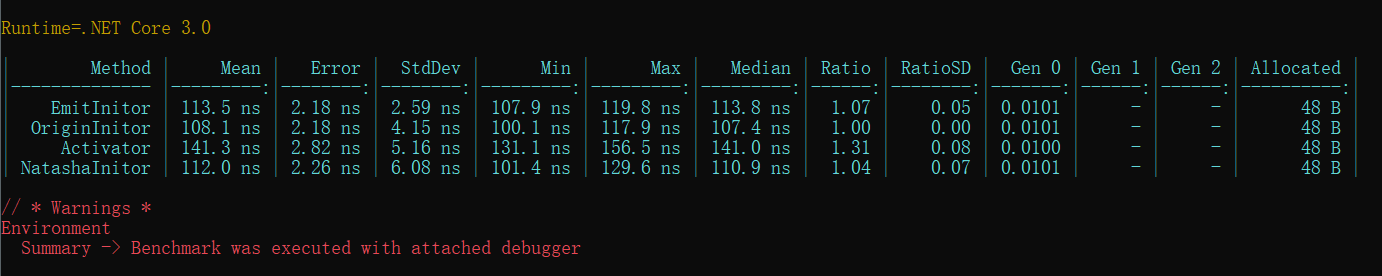 Runtime=.NET Core 3.0
|         Method |     Mean |   Error |  StdDev |      Min |      Max |   Median | Ratio | RatioSD |  Gen 0 | Gen 1 | Gen 2 | Allocated |
|-------------- |---------:|--------:|--------:|---------:|---------:|---------:|------:|--------:|-------:|------:|------:|----------:|
|     EmitInitor | 113.5 ns | 2.18 ns | 2.59 ns | 107.9 ns | 119.8 ns | 113.8 ns |  1.07 |    0.05 | 0.0101 |     - |     - |      48 B |
|   OriginInitor | 108.1 ns | 2.18 ns | 4.15 ns | 100.1 ns | 117.9 ns | 107.4 ns |  1.00 |    0.00 | 0.0101 |     - |     - |      48 B |
|      Activator | 141.3 ns | 2.82 ns | 5.16 ns | 131.1 ns | 156.5 ns | 141.0 ns |  1.31 |    0.08 | 0.0100 |     - |     - |      48 B |
| NatashaInitor | 112.0 ns | 2.26 ns | 6.08 ns | 101.4 ns | 129.6 ns | 110.9 ns |  1.04 |    0.07 | 0.0101 |     - |     - |      48 B |
// * Warnings *
Environment
  Summary -> Benchmark was executed with attached debugger